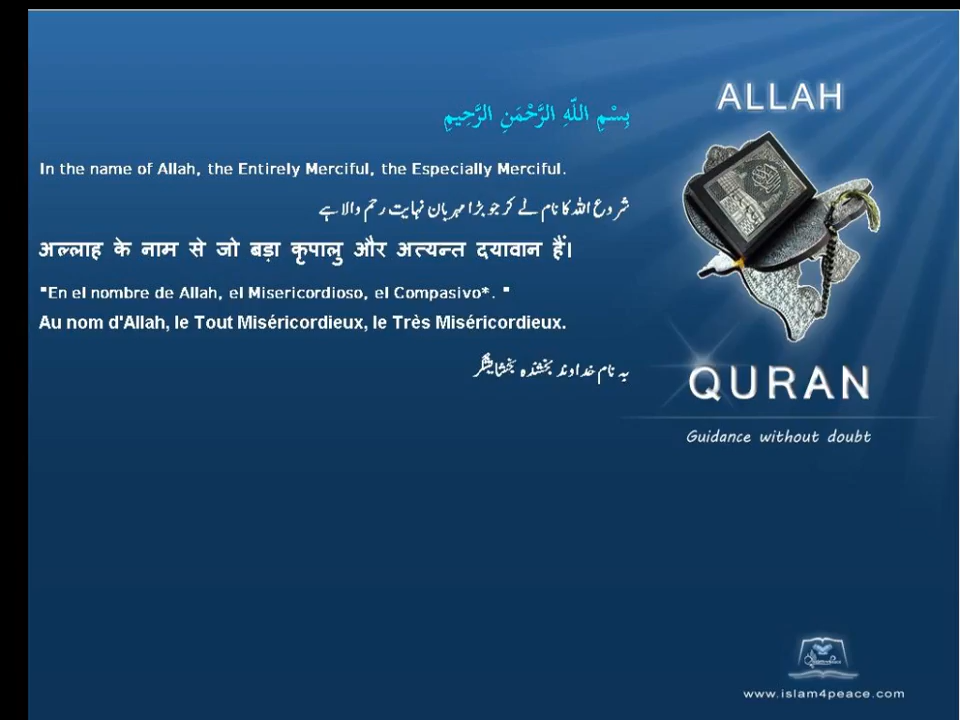 بِسْمِ اللّهِ الرَّحْمَنِ الرَّحِيمِ
In the name of Allah, the Entirely Merciful, the Especially Merciful.
شروع الله کا نام لے کر جو بڑا مہربان نہایت رحم والا ہے
अल्लाह के नाम से जो बड़ा कृपालु और अत्यन्त दयावान हैं।
"En el nombre de Allah, el Misericordioso, el Compasivo*. "
Au nom d'Allah, le Tout Miséricordieux, le Très Miséricordieux.
به نام خداوند بخشنده بخشایشگر
ALLAH
QURAN
Guidance without doubt
www.islam4peace.com